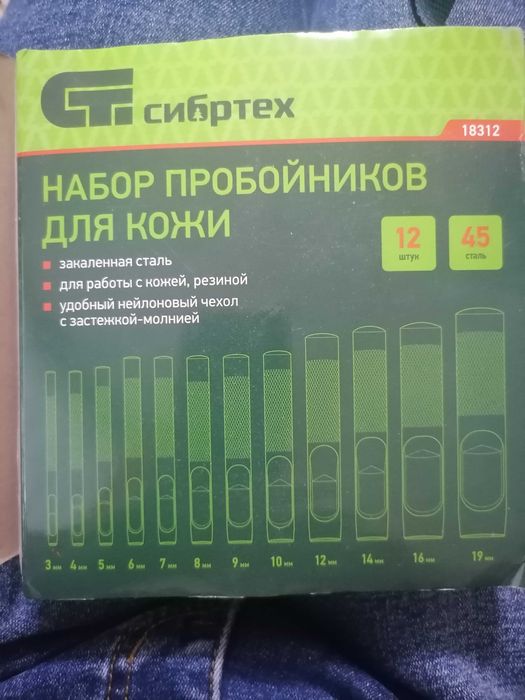 сибртех
18312
НАБОР ПРОБОЙНИКОВ
ДЛЯ КОЖИ
12
штук
45
сталь
закаленная сталь
для работы с кожей, резиной
удобный нейлоновый чехол
с застежкой-молнией
3 мм 4 мм 5 мм 6 мм 7 мм 8 мм 9 мм 10 мм 12 мм 14 мм 16 мм 19 мм